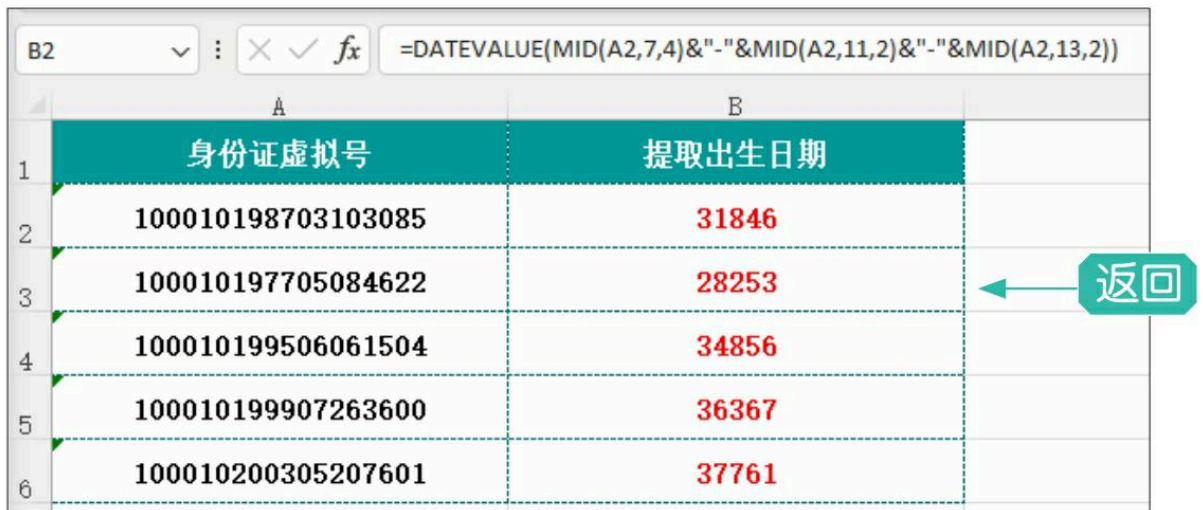 B2 fx =DATEVALUE(MID(A2,7,4)&"-"&MID(A2,11,2)&"-"&MID(A2,13,2))
A B
1 身份证虚拟号 提取出生日期
2 100010198703103085 31846
3 100010197705084622 28253
返回
4 100010199506061504 34856
5 100010199907263600 36367
6 100010200305207601 37761